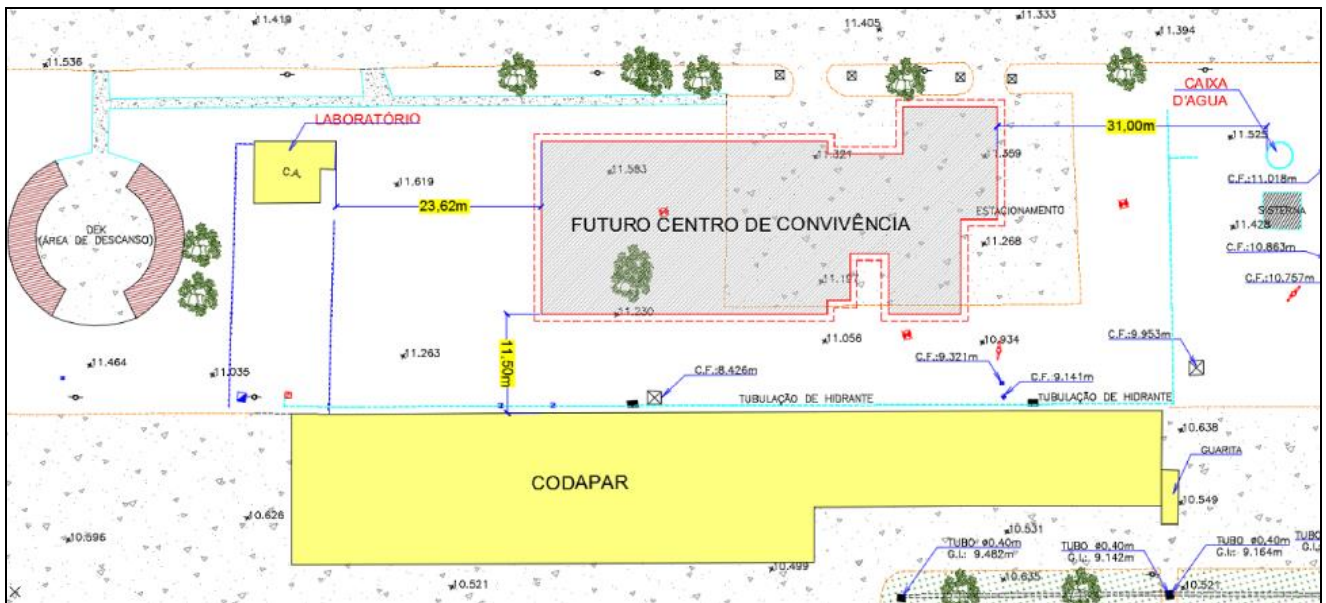 11.419
11.405
11.333
11.394
11.536
CAIXA
D'AGUA
LABORATÓRIO
31,00m
11.525
11.321
11.359
11.583
C.A.
11.619
C.F.:11.018m
23,62m
ESTACIONAMENTO
SISTERNA
FUTURO CENTRO DE CONVIVÊNCIA
11.428
DEK
(ÁREA DE DESCANSO)
11.268
C.F.:10.863m
11.197
C.F.:10.757m
11.230
11.056
10.934
C.F.:9.953m
11.464
11.263
11.50m
C.F.:9.321m
11.035
C.F.:8.426m
C.F.:9.141m
TUBULAÇÃO DE HIDRANTE
TUBULAÇÃO DE HIDRANTE
10.638
GUARITA
CODAPAR
10.549
10.626
10.531
10.596
TUBO ø0,40m
G.I.: 9.482m
TUBO ø0,40m
G.I.: 9.142m
TUBO ø0,40m
G.I.: 9.164m
TUBO
G.I.
10.499
10.521
10.635
10.521